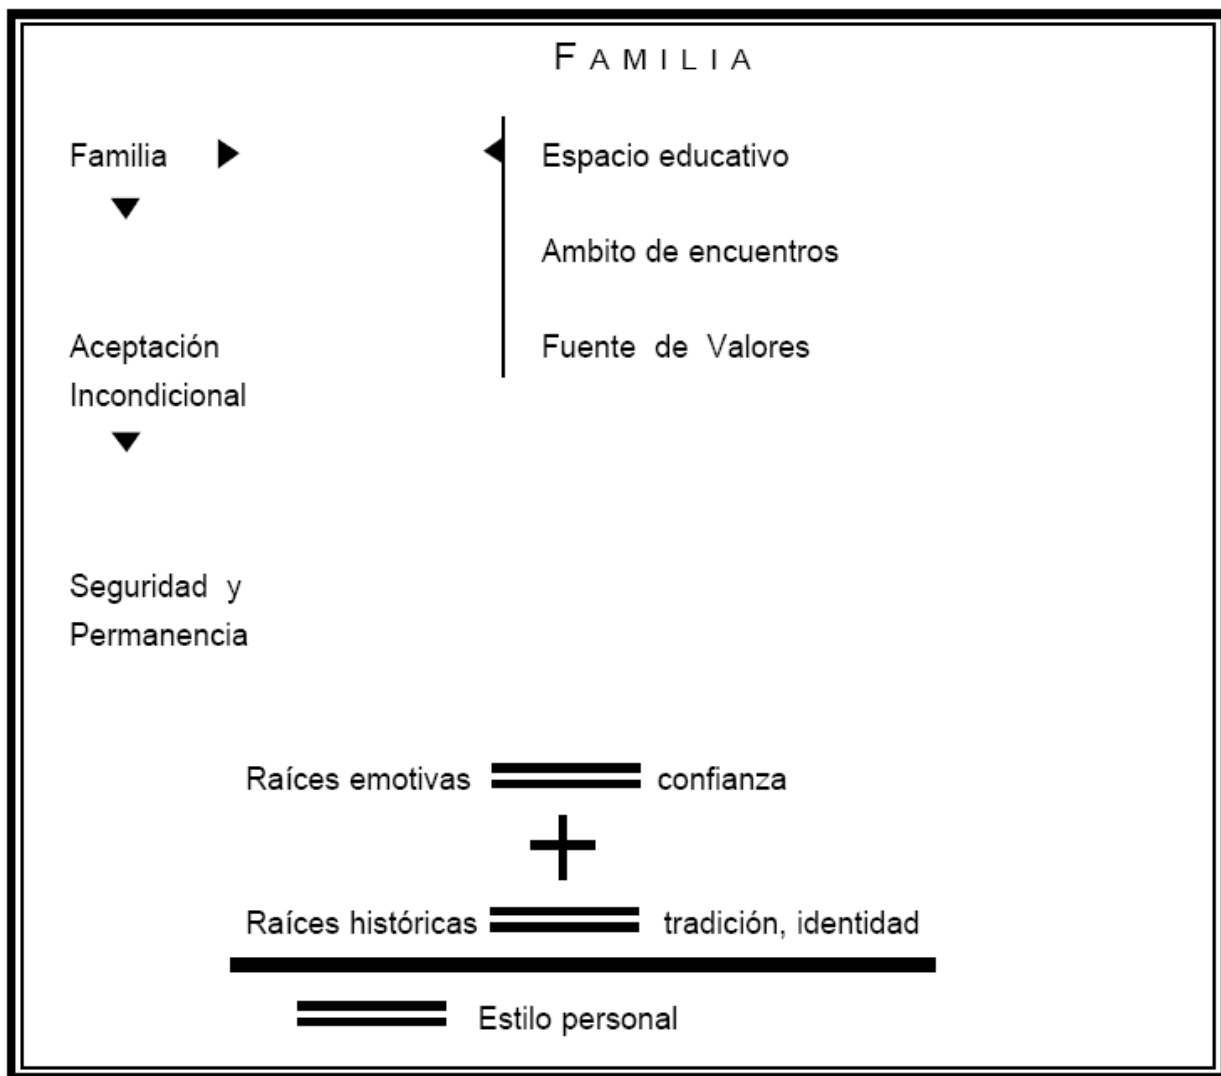 FAMILIA
Familia
Espacio educativo
Ambito de encuentros
Aceptación
Incondicional
Fuente de Valores
Seguridad y
Permanencia
Raíces emotivas = confianza
+
Raíces históricas = tradición, identidad
= Estilo personal